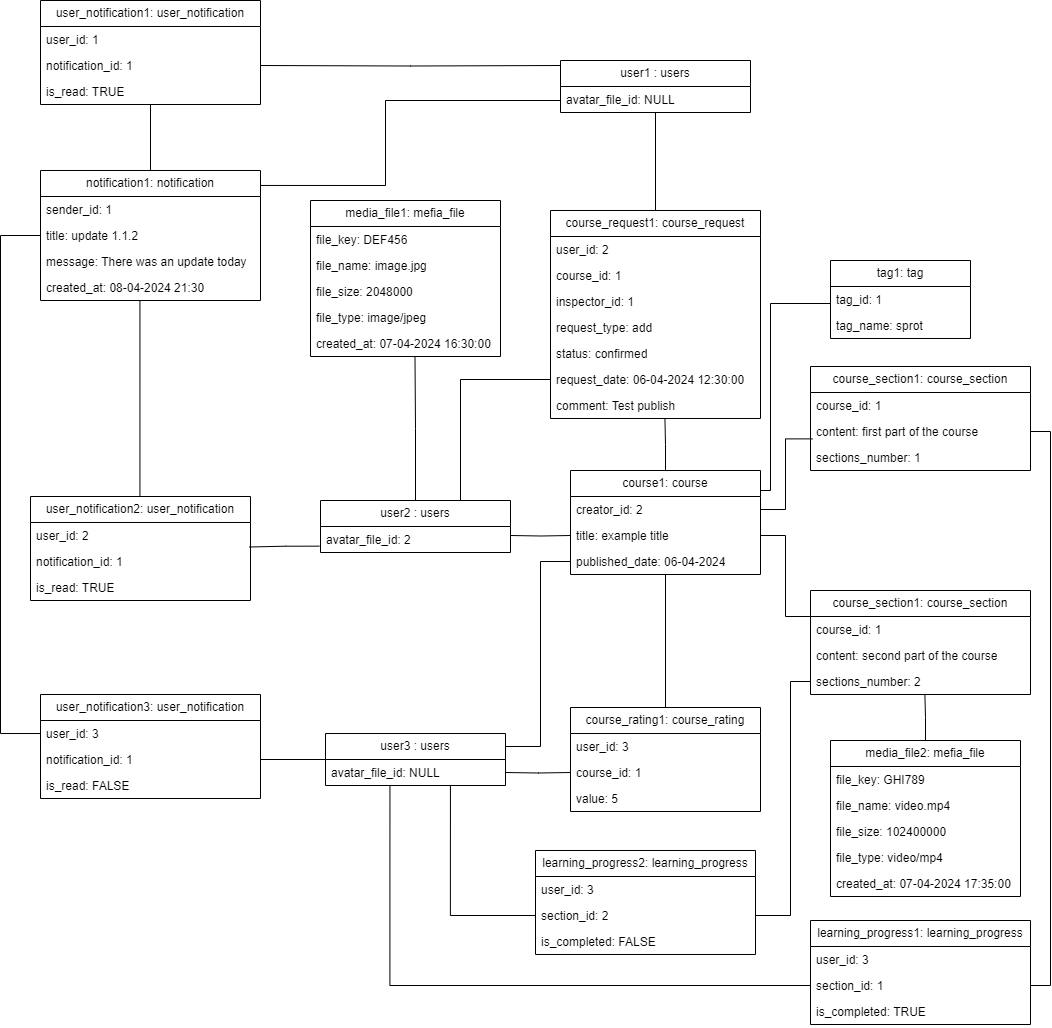 user_notification1: user_notification
user_id: 1
notification_id: 1
is_read: TRUE
user1 : users
avatar_file_id: NULL
notification1: notification
sender_id: 1
title: update 1.1.2
message: There was an update today
created_at: 08-04-2024 21:30
media_file1: mefia_file
file_key: DEF456
file_name: image.jpg
file_size: 2048000
file_type: image/jpeg
created_at: 07-04-2024 16:30:00
course_request1: course_request
user_id: 2
course_id: 1
inspector_id: 1
request_type: add
status: confirmed
request_date: 06-04-2024 12:30:00
comment: Test publish
tag1: tag
tag_id: 1
tag_name: sprot
course_section1: course_section
course_id: 1
content: first part of the course
sections_number: 1
course1: course
creator_id: 2
title: example title
published_date: 06-04-2024
user_notification2: user_notification
user_id: 2
notification_id: 1
is_read: TRUE
user2 : users
avatar_file_id: 2
course_section1: course_section
course_id: 1
content: second part of the course
sections_number: 2
user_notification3: user_notification
user_id: 3
notification_id: 1
is_read: FALSE
user3 : users
avatar_file_id: NULL
course_rating1: course_rating
user_id: 3
course_id: 1
value: 5
media_file2: mefia_file
file_key: GHI789
file_name: video.mp4
file_size: 102400000
file_type: video/mp4
created_at: 07-04-2024 17:35:00
learning_progress2: learning_progress
user_id: 3
section_id: 2
is_completed: FALSE
learning_progress1: learning_progress
user_id: 3
section_id: 1
is_completed: TRUE